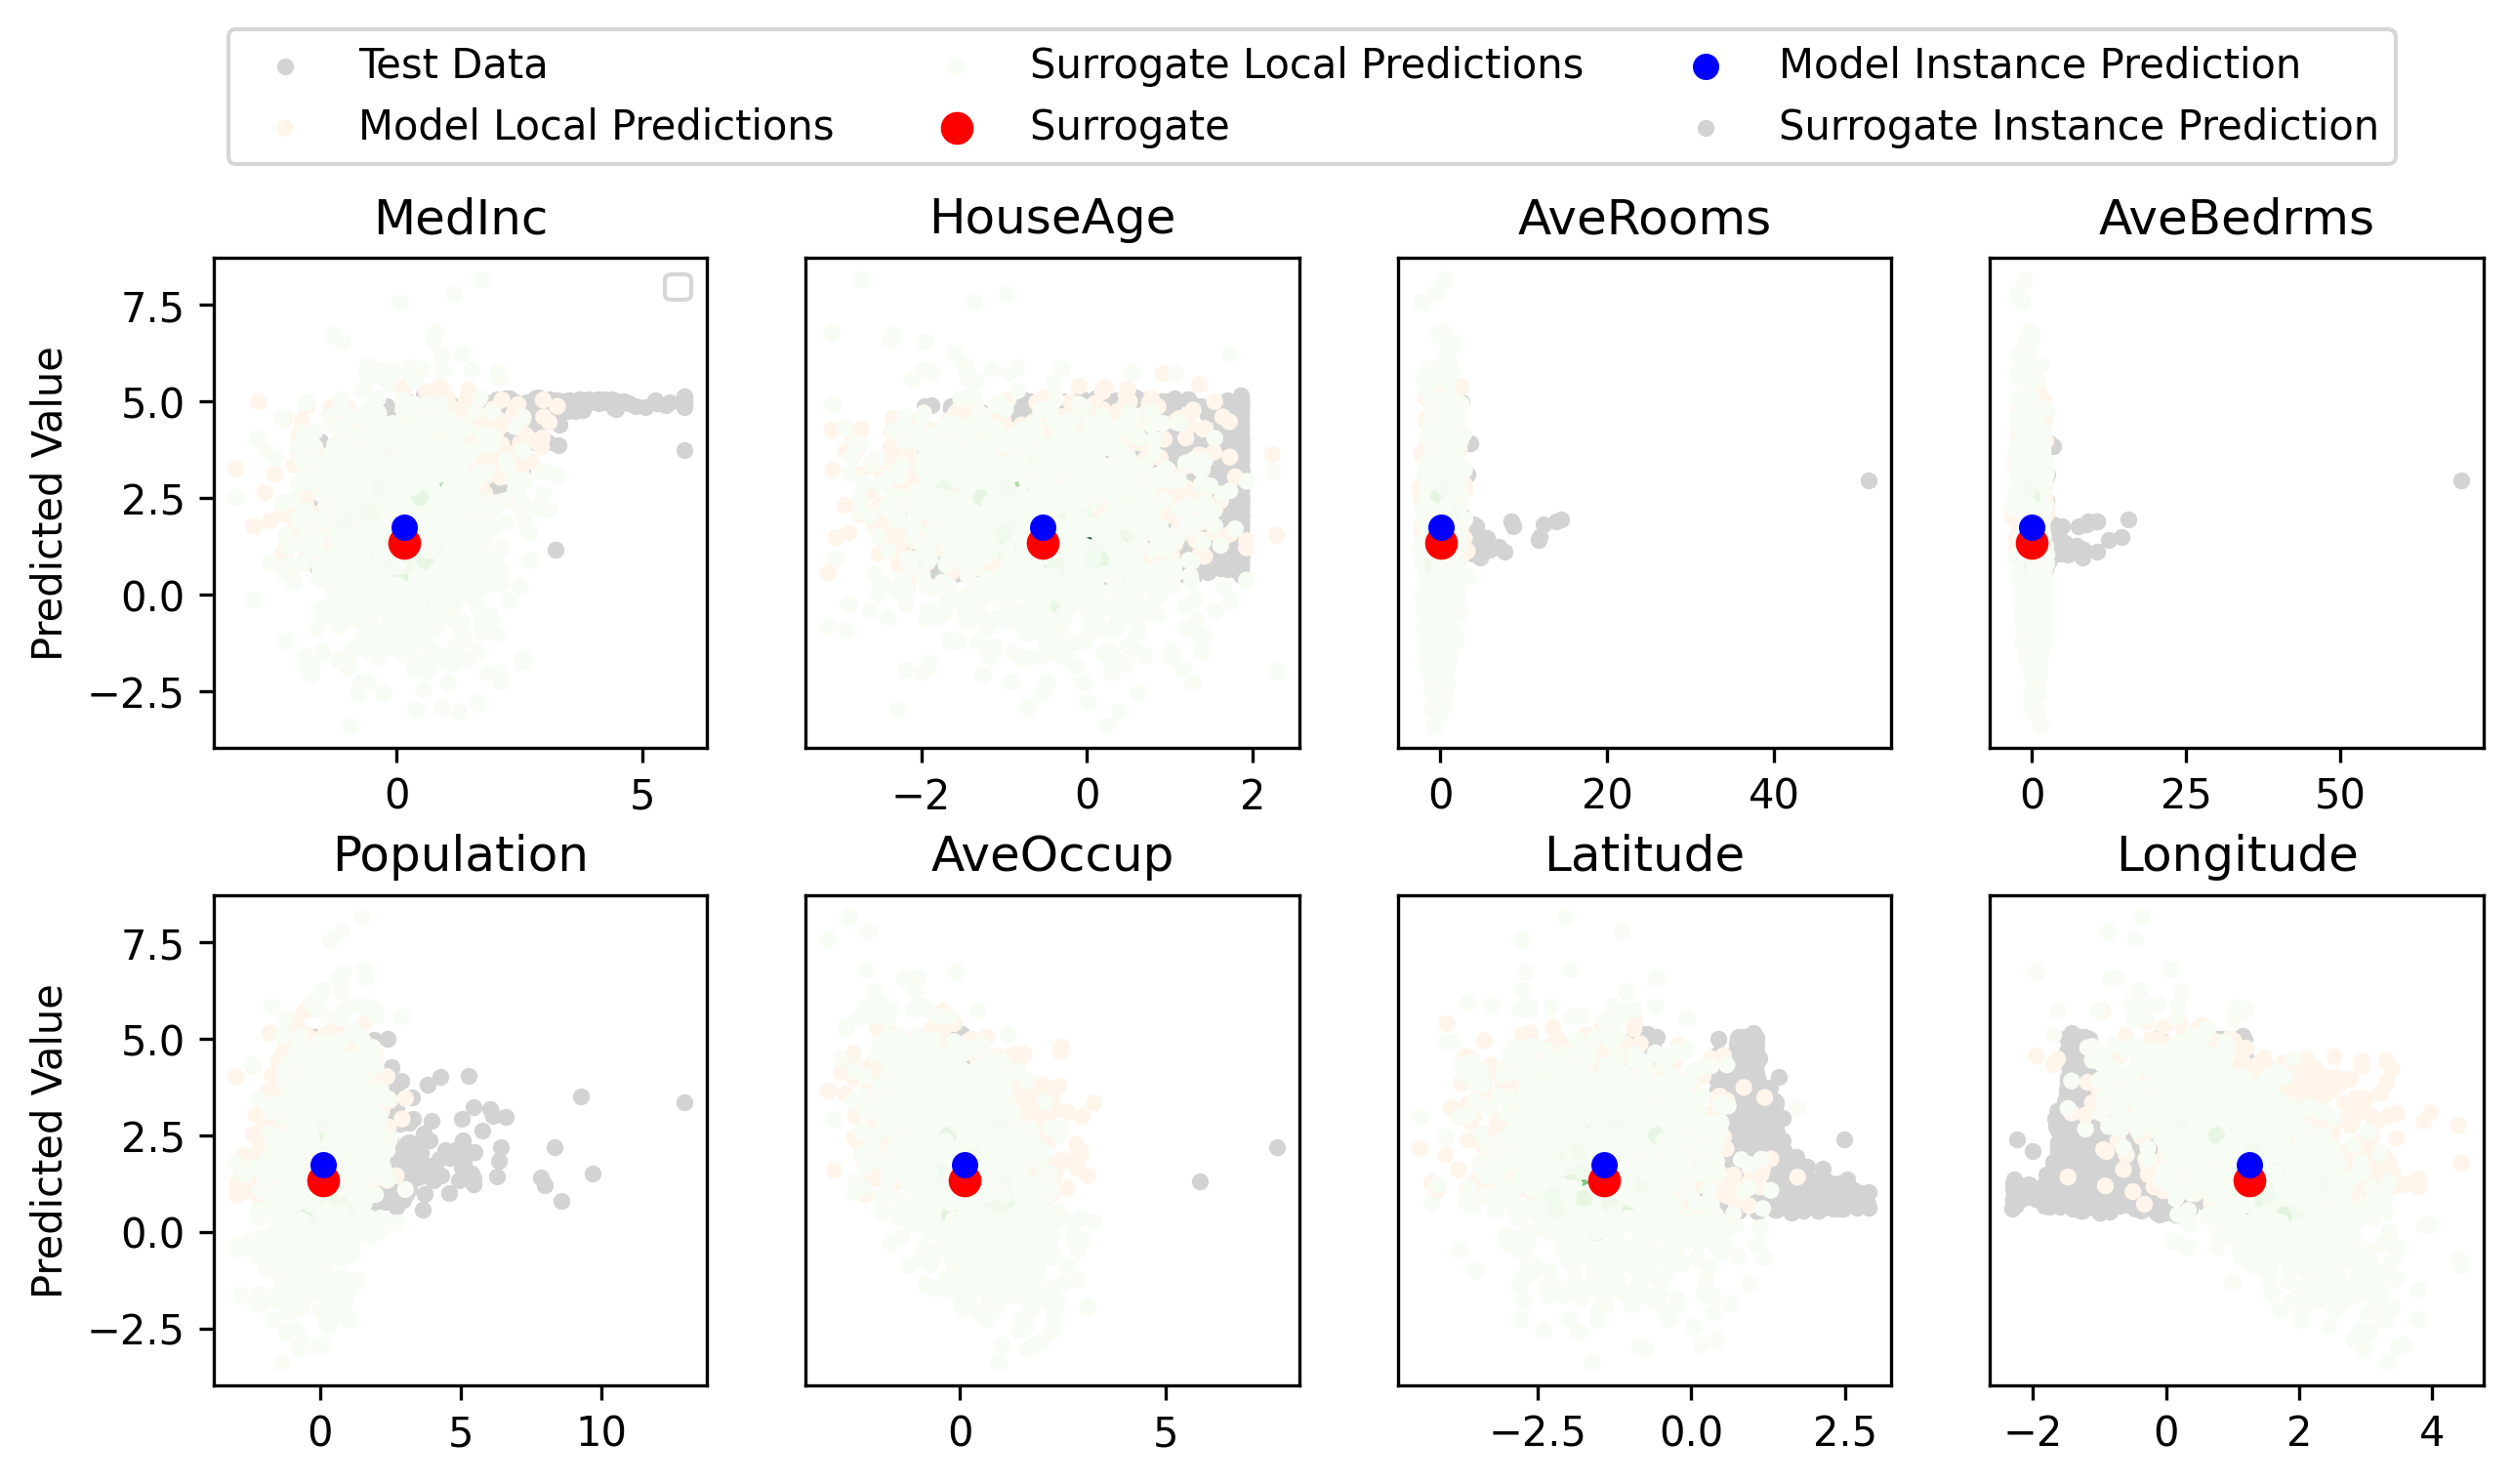 Test Data
Model Local Predictions
Surrogate Local Predictions
Surrogate
Model Instance Prediction
Surrogate Instance Prediction
MedInc
HouseAge
AveRooms
AveBedrms
Predicted Value
7.5
5.0
2.5
0.0
−2.5
0 5
−2 0 2
0 20 40
0 25 50
Population
AveOccup
Latitude
Longitude
Predicted Value
7.5
5.0
2.5
0.0
−2.5
0 5 10
0 5
−2.5 0.0 2.5
−2 0 2 4